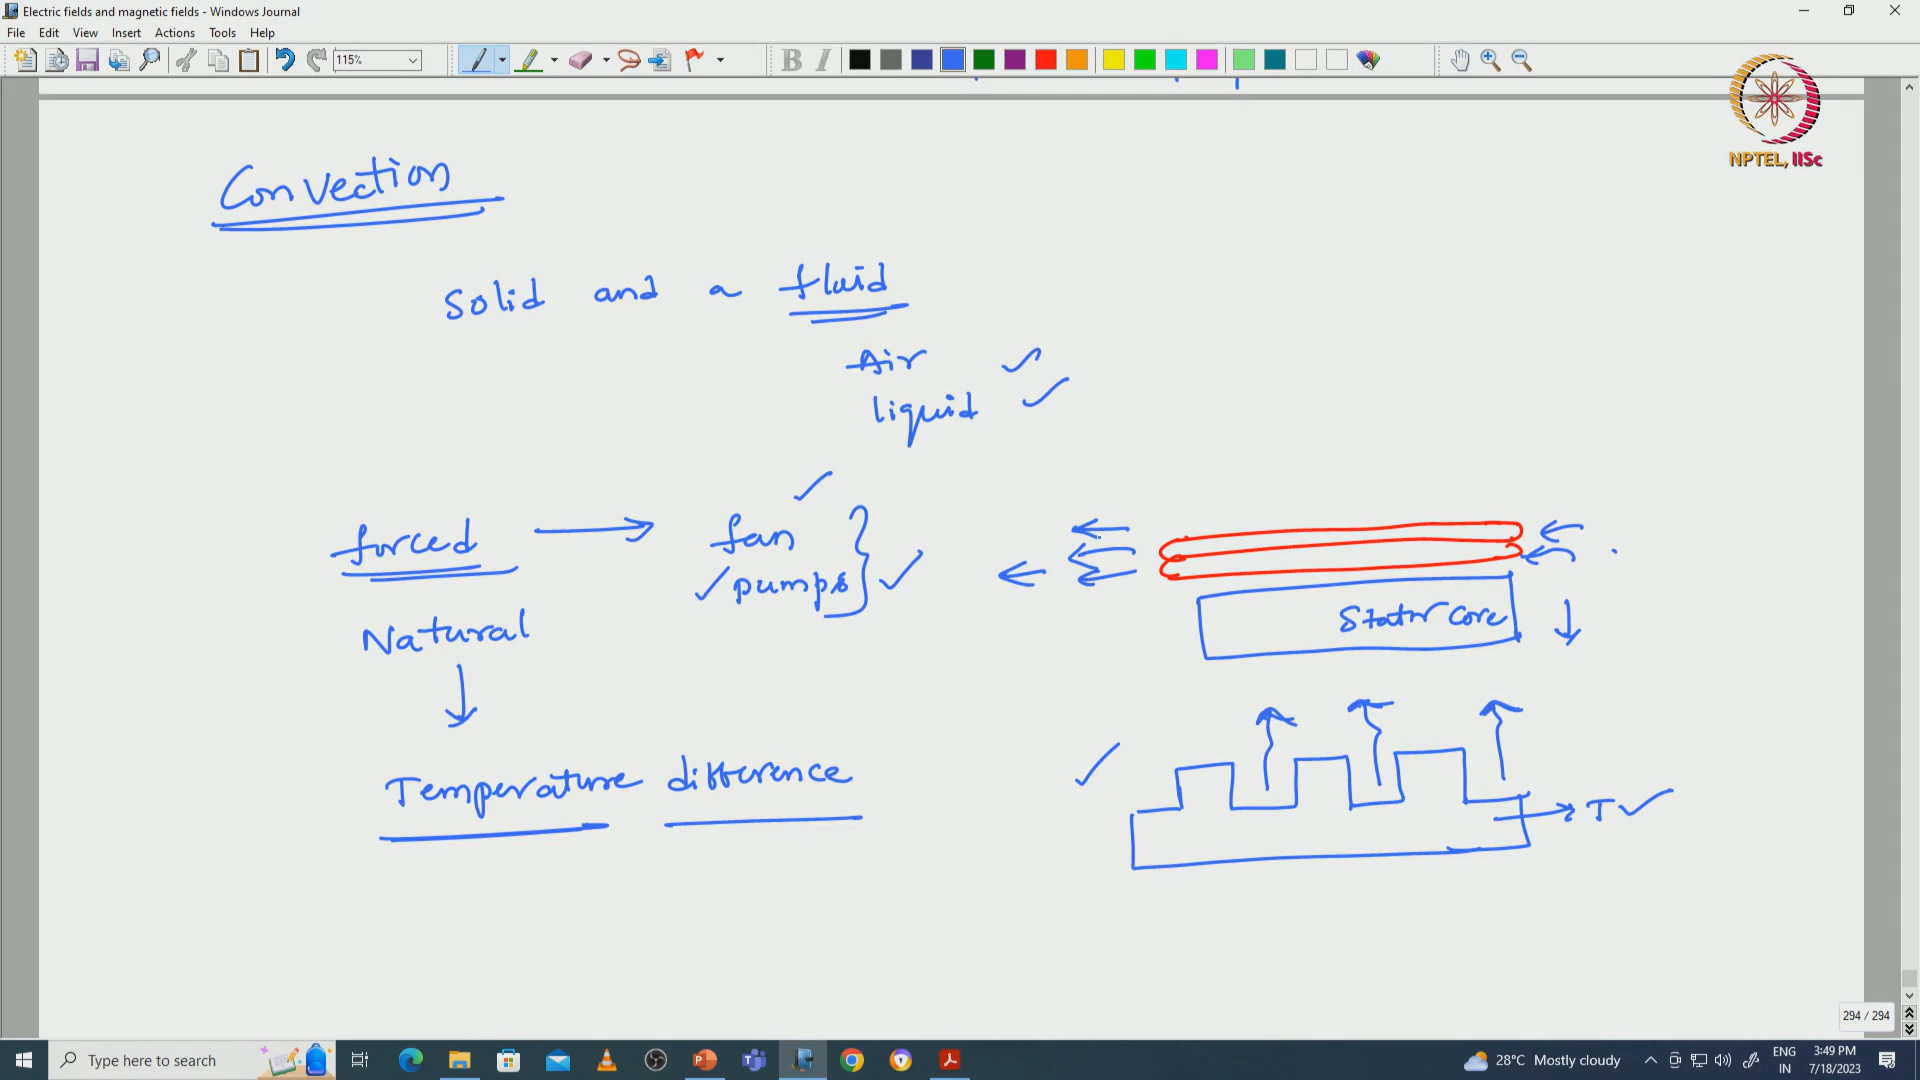 Electric fields and magnetic fields - Windows Journal
File Edit View Insert Actions Tools Help
115%
B I
NPTEL, IISc
Convection
Solid and a fluid
Air
liquid
forced → fan
pumps
Natural
Temperature difference
Stator Core
T
294 / 294
Type here to search
28°C Mostly cloudy
ENG
IN
3:49 PM
7/18/2023